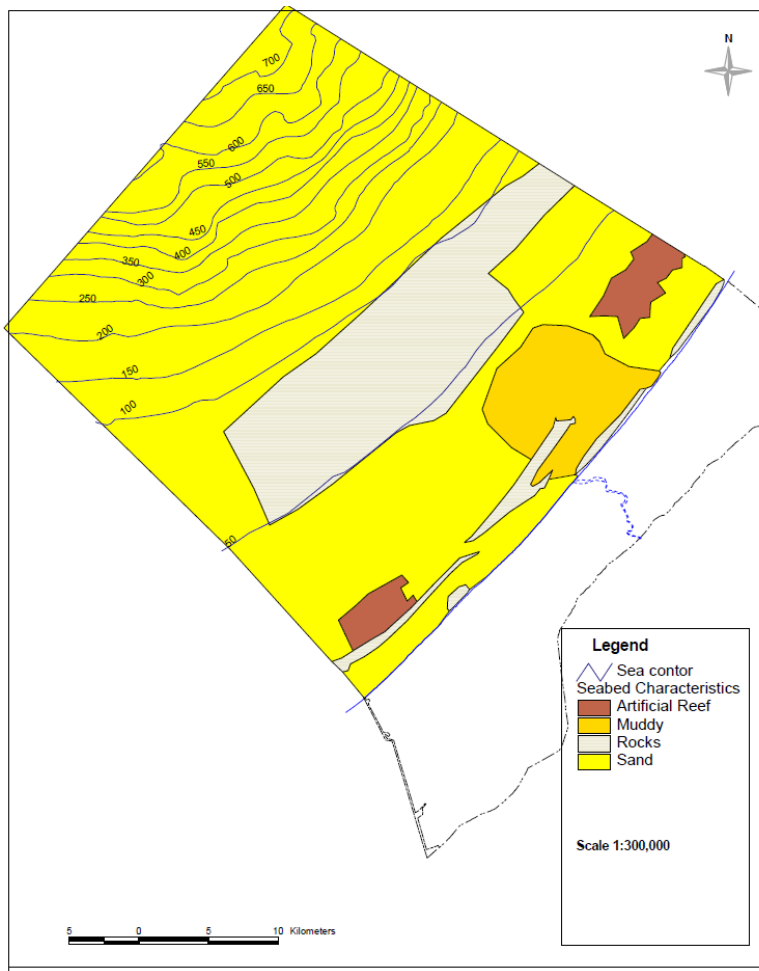 N
700
650
600
550
500
450
400
350
300
250
200
150
100
50
Legend
Sea contor
Seabed Characteristics
Artificial Reef
Muddy
Rocks
Sand
Scale 1:300,000
5 0 5 10 Kilometers